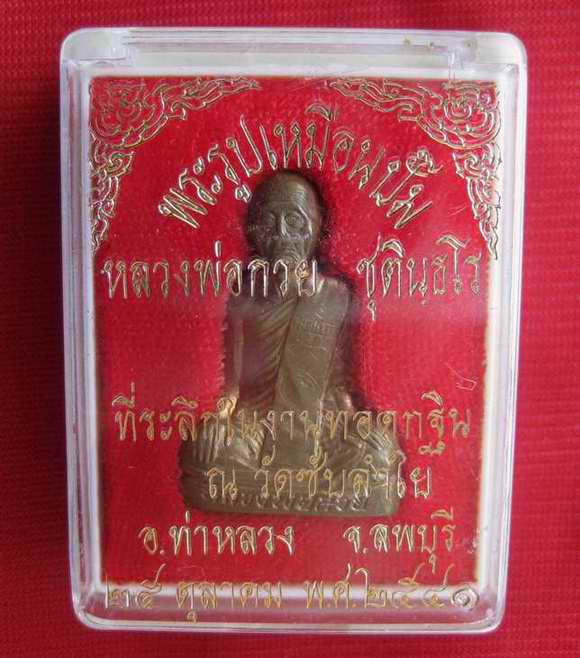 พระรูปเหมือนปั๊ม
หลวงพ่อกวย ชุตินฺธโร
ที่ระลึกในงานทอดกฐิน
ณ วัดซับลำใย
อ.ท่าหลวง จ.ลพบุรี
๒๕ ตุลาคม พ.ศ.๒๕๔๑